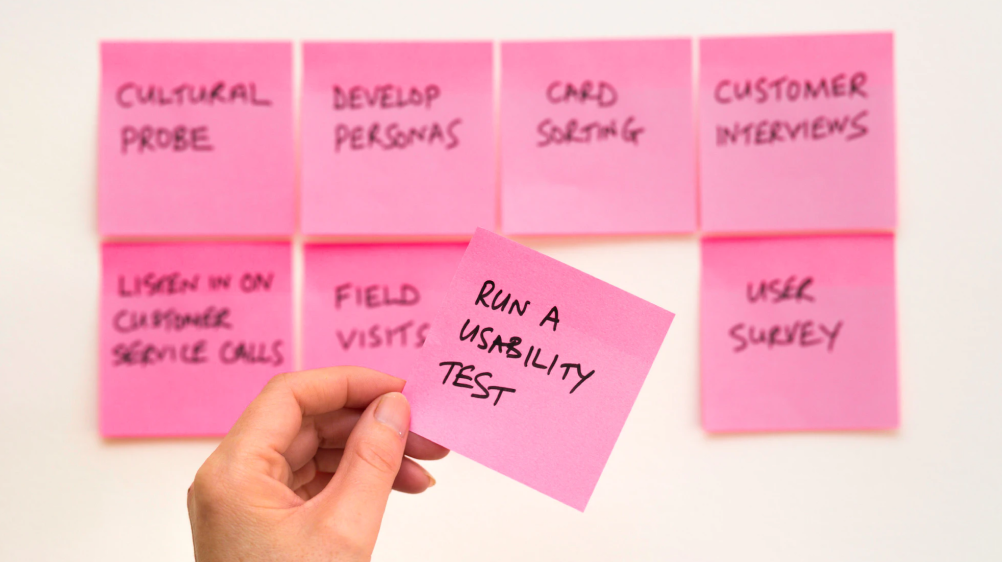 CULTURAL
PROBE
DEVELOP
PERSONAS
CARD
SORTING
CUSTOMER
INTERVIEWS
LISTEN IN ON
CUSTOMER
SERVICE CALLS
FIELD
VISITS
RUN A
USABILITY
TEST
USER
SURVEY